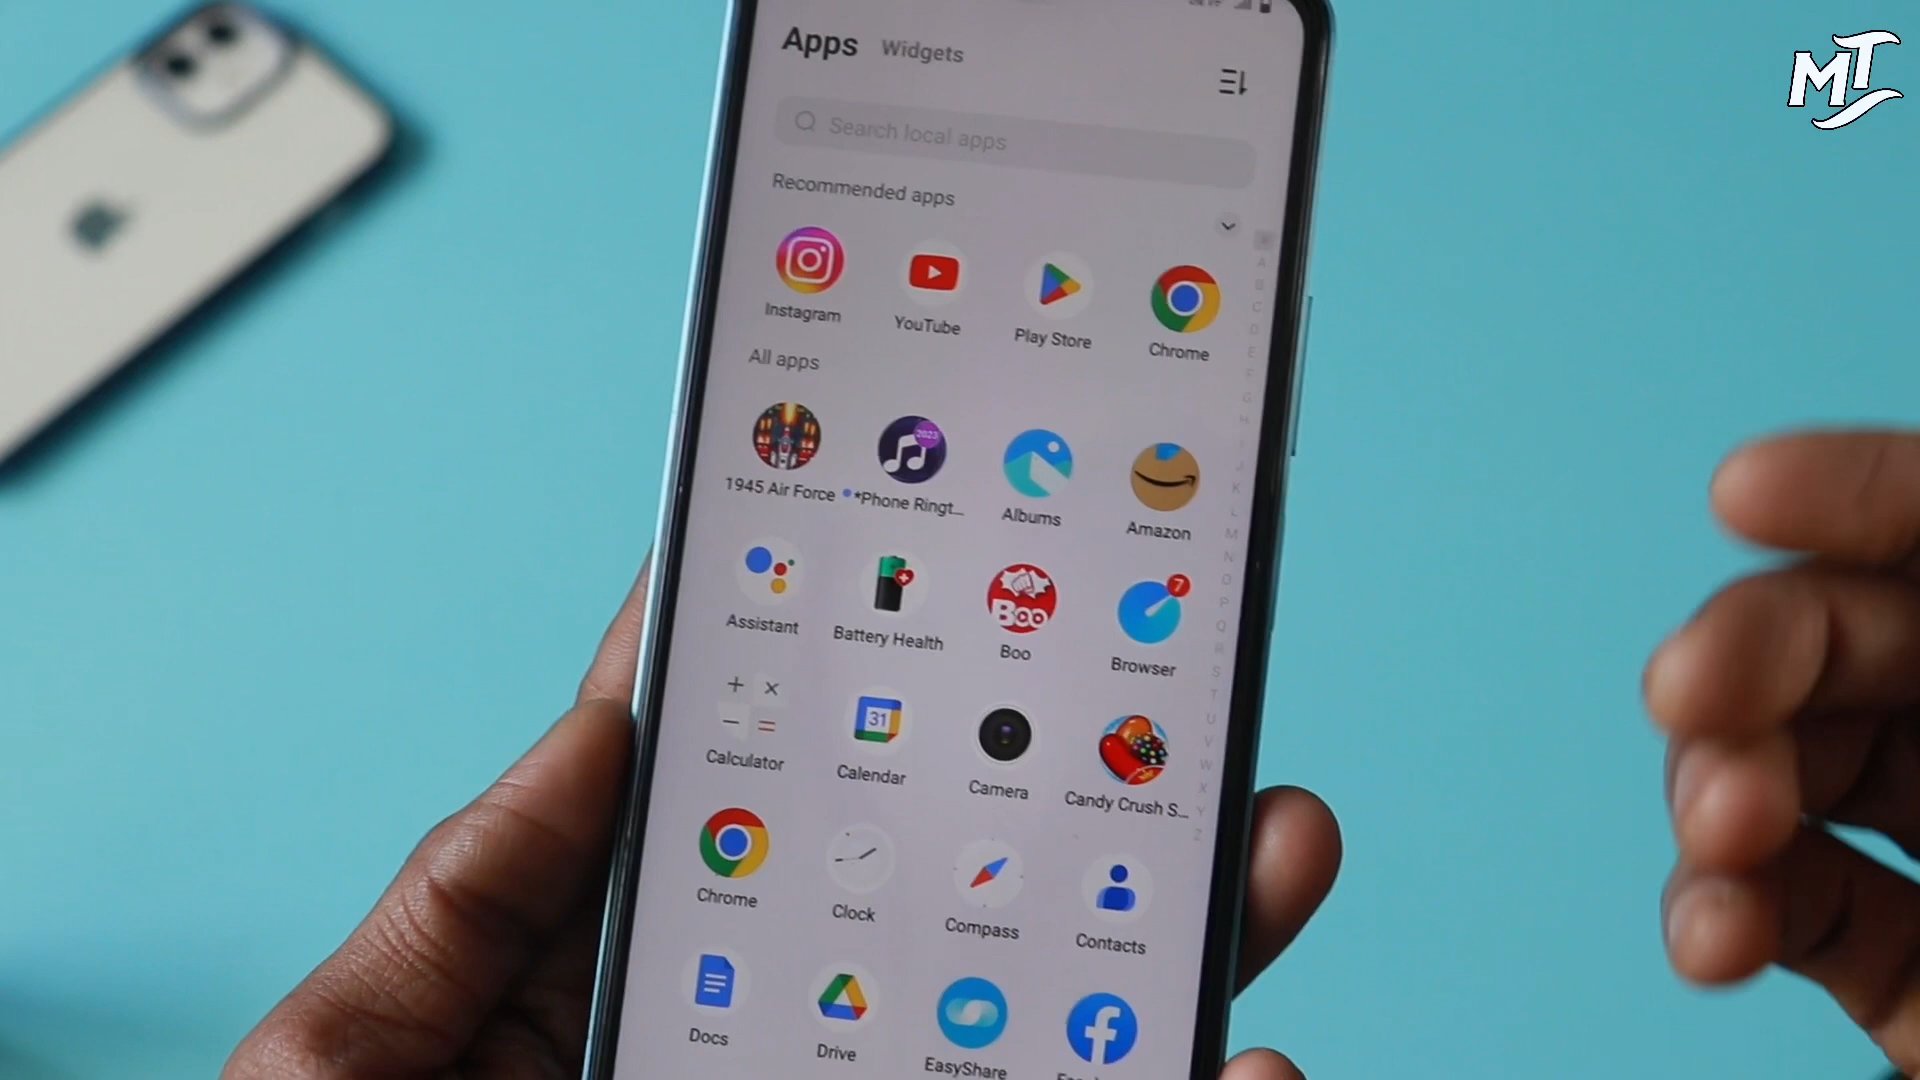 MT
Apps Widgets
Search local apps
Recommended apps
Instagram YouTube Play Store Chrome
All apps
2023
1945 Air Force *Phone Ringt... Albums Amazon
Boo 7
Assistant Battery Health Boo Browser
31
Calculator Calendar Camera Candy Crush S...
Chrome Clock Compass Contacts
Docs Drive EasyShare
A
B
C
D
E
F
G
H
I
J
K
L
M
N
O
P
Q
R
S
T
U
V
W
X
Y
Z